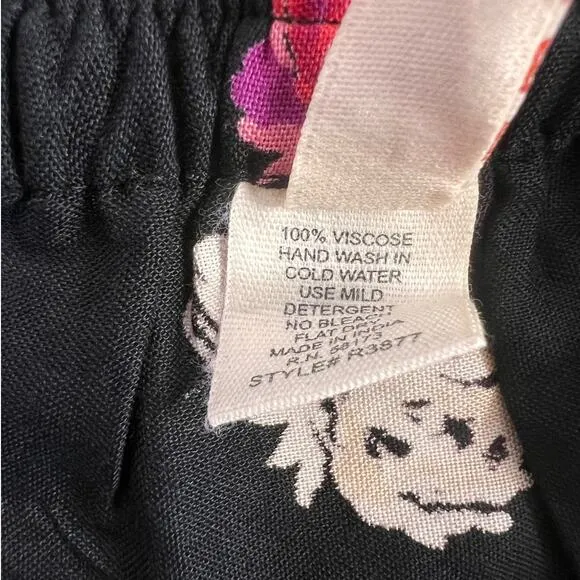 100% VISCOSE
HAND WASH IN
COLD WATER
USE MILD
DETERGENT
NO BLEACH
FLAT DRY
MADE IN INDIA
R.N. 58173
STYLE# R3877